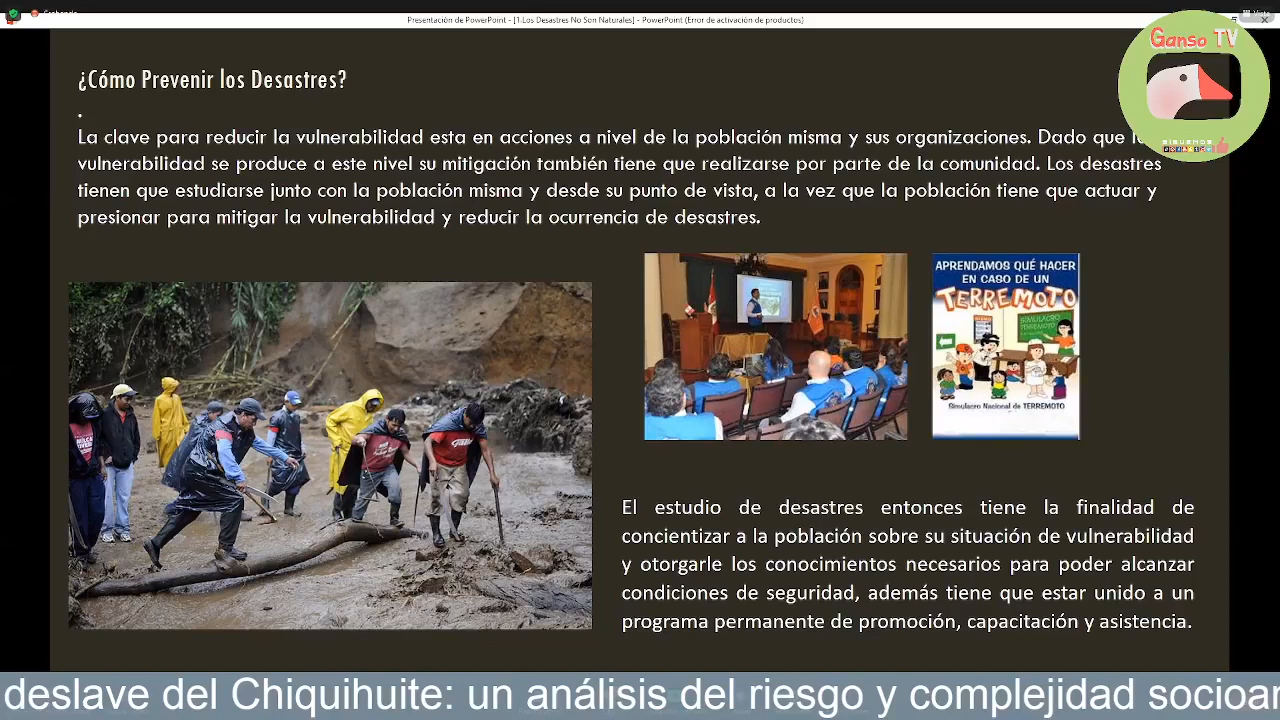 Grabando
Presentación de PowerPoint - [1.Los Desastres No Son Naturales] - PowerPoint (Error de activación de productos)
Vista
Ganso TV
SIGUENOS
¿Cómo Prevenir los Desastres?
.
La clave para reducir la vulnerabilidad esta en acciones a nivel de la población misma y sus organizaciones. Dado que
vulnerabilidad se produce a este nivel su mitigación también tiene que realizarse por parte de la comunidad. Los desastres
tienen que estudiarse junto con la población misma y desde su punto de vista, a la vez que la población tiene que actuar y
presionar para mitigar la vulnerabilidad y reducir la ocurrencia de desastres.
APRENDAMOS QUÉ HACER
EN CASO DE UN
TERREMOTO
SIMULACRO
TERREMOTO
Simulacro Nacional de TERREMOTO
El estudio de desastres entonces tiene la finalidad de
concientizar a la población sobre su situación de vulnerabilidad
y otorgarle los conocimientos necesarios para poder alcanzar
condiciones de seguridad, además tiene que estar unido a un
programa permanente de promoción, capacitación y asistencia.
deslave del Chiquihuite: un análisis del riesgo y complejidad socioar